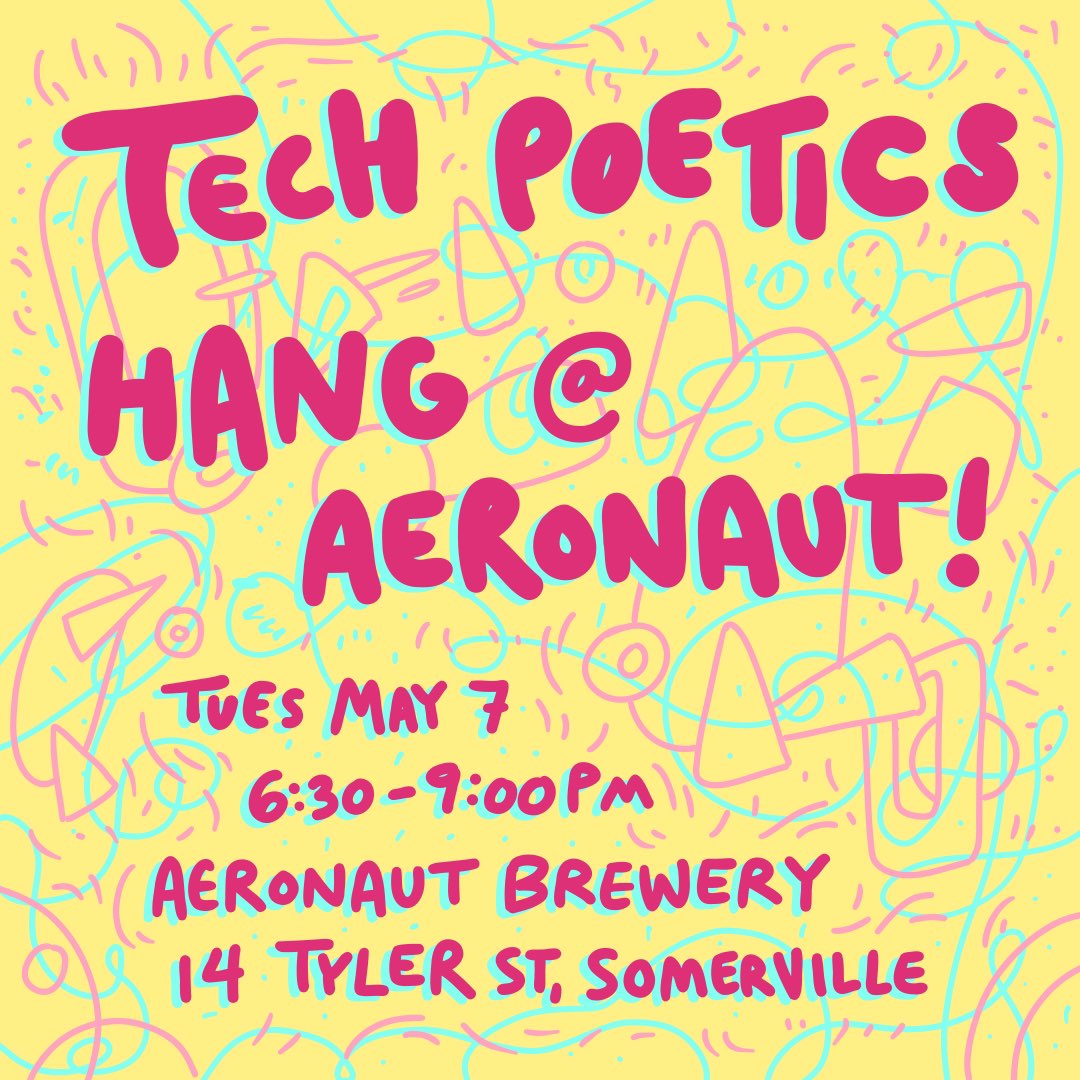 TECH POETICS
HANG @
AERONAUT!
TUES MAY 7
6:30-9:00PM
AERONAUT BREWERY
14 TYLER ST, SOMERVILLE